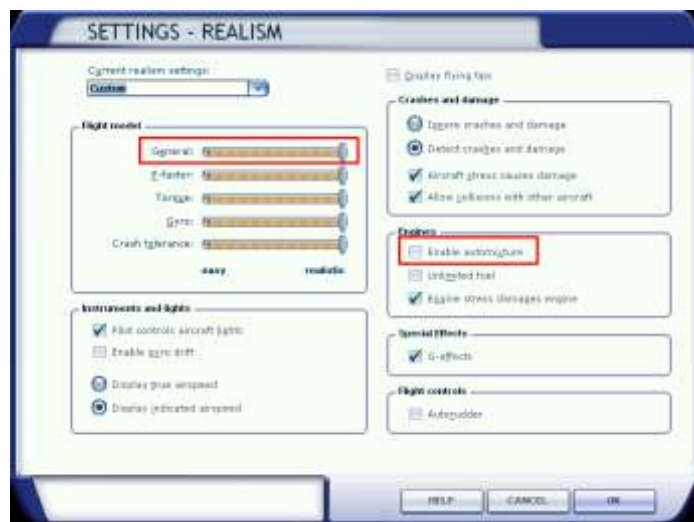 SETTINGS - REALISM
Current realism settings:
Custom
Flight model
General:
P-factor:
Torque:
Gyro:
Crash tolerance:
easy realistic
Instruments and lights
Pilot controls aircraft lights
Enable gyro drift
Display true airspeed
Display indicated airspeed
Display flying tips
Crashes and damage
Ignore crashes and damage
Detect crashes and damage
Aircraft stress causes damage
Allow collisions with other aircraft
Engines
Enable automixture
Unlimited fuel
Engine stress damages engine
Special Effects
G-effects
Flight controls
Autorudder
HELP CANCEL OK